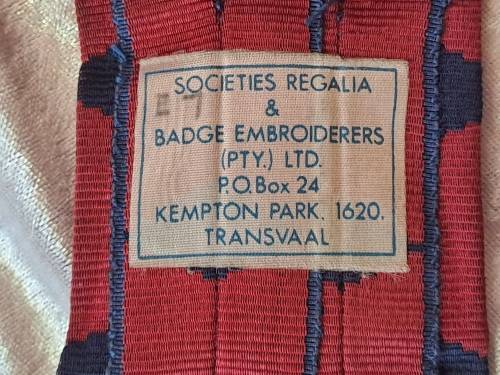 SOCIETIES REGALIA
&
BADGE EMBROIDERERS
(PTY.) LTD.
P.O. Box 24
KEMPTON PARK. 1620.
TRANSVAAL